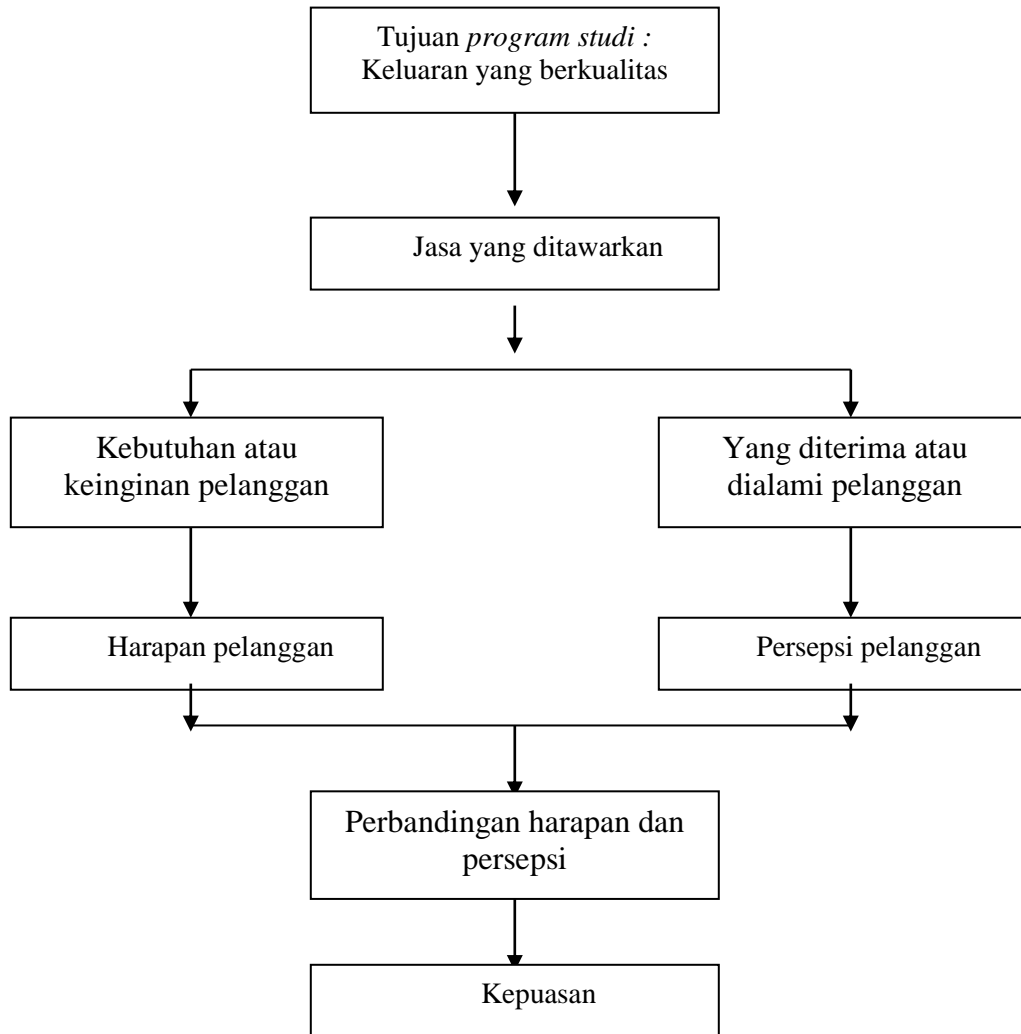 Tujuan program studi :
Keluaran yang berkualitas
Jasa yang ditawarkan
Kebutuhan atau
keinginan pelanggan
Yang diterima atau
dialami pelanggan
Harapan pelanggan
Persepsi pelanggan
Perbandingan harapan dan
persepsi
Kepuasan